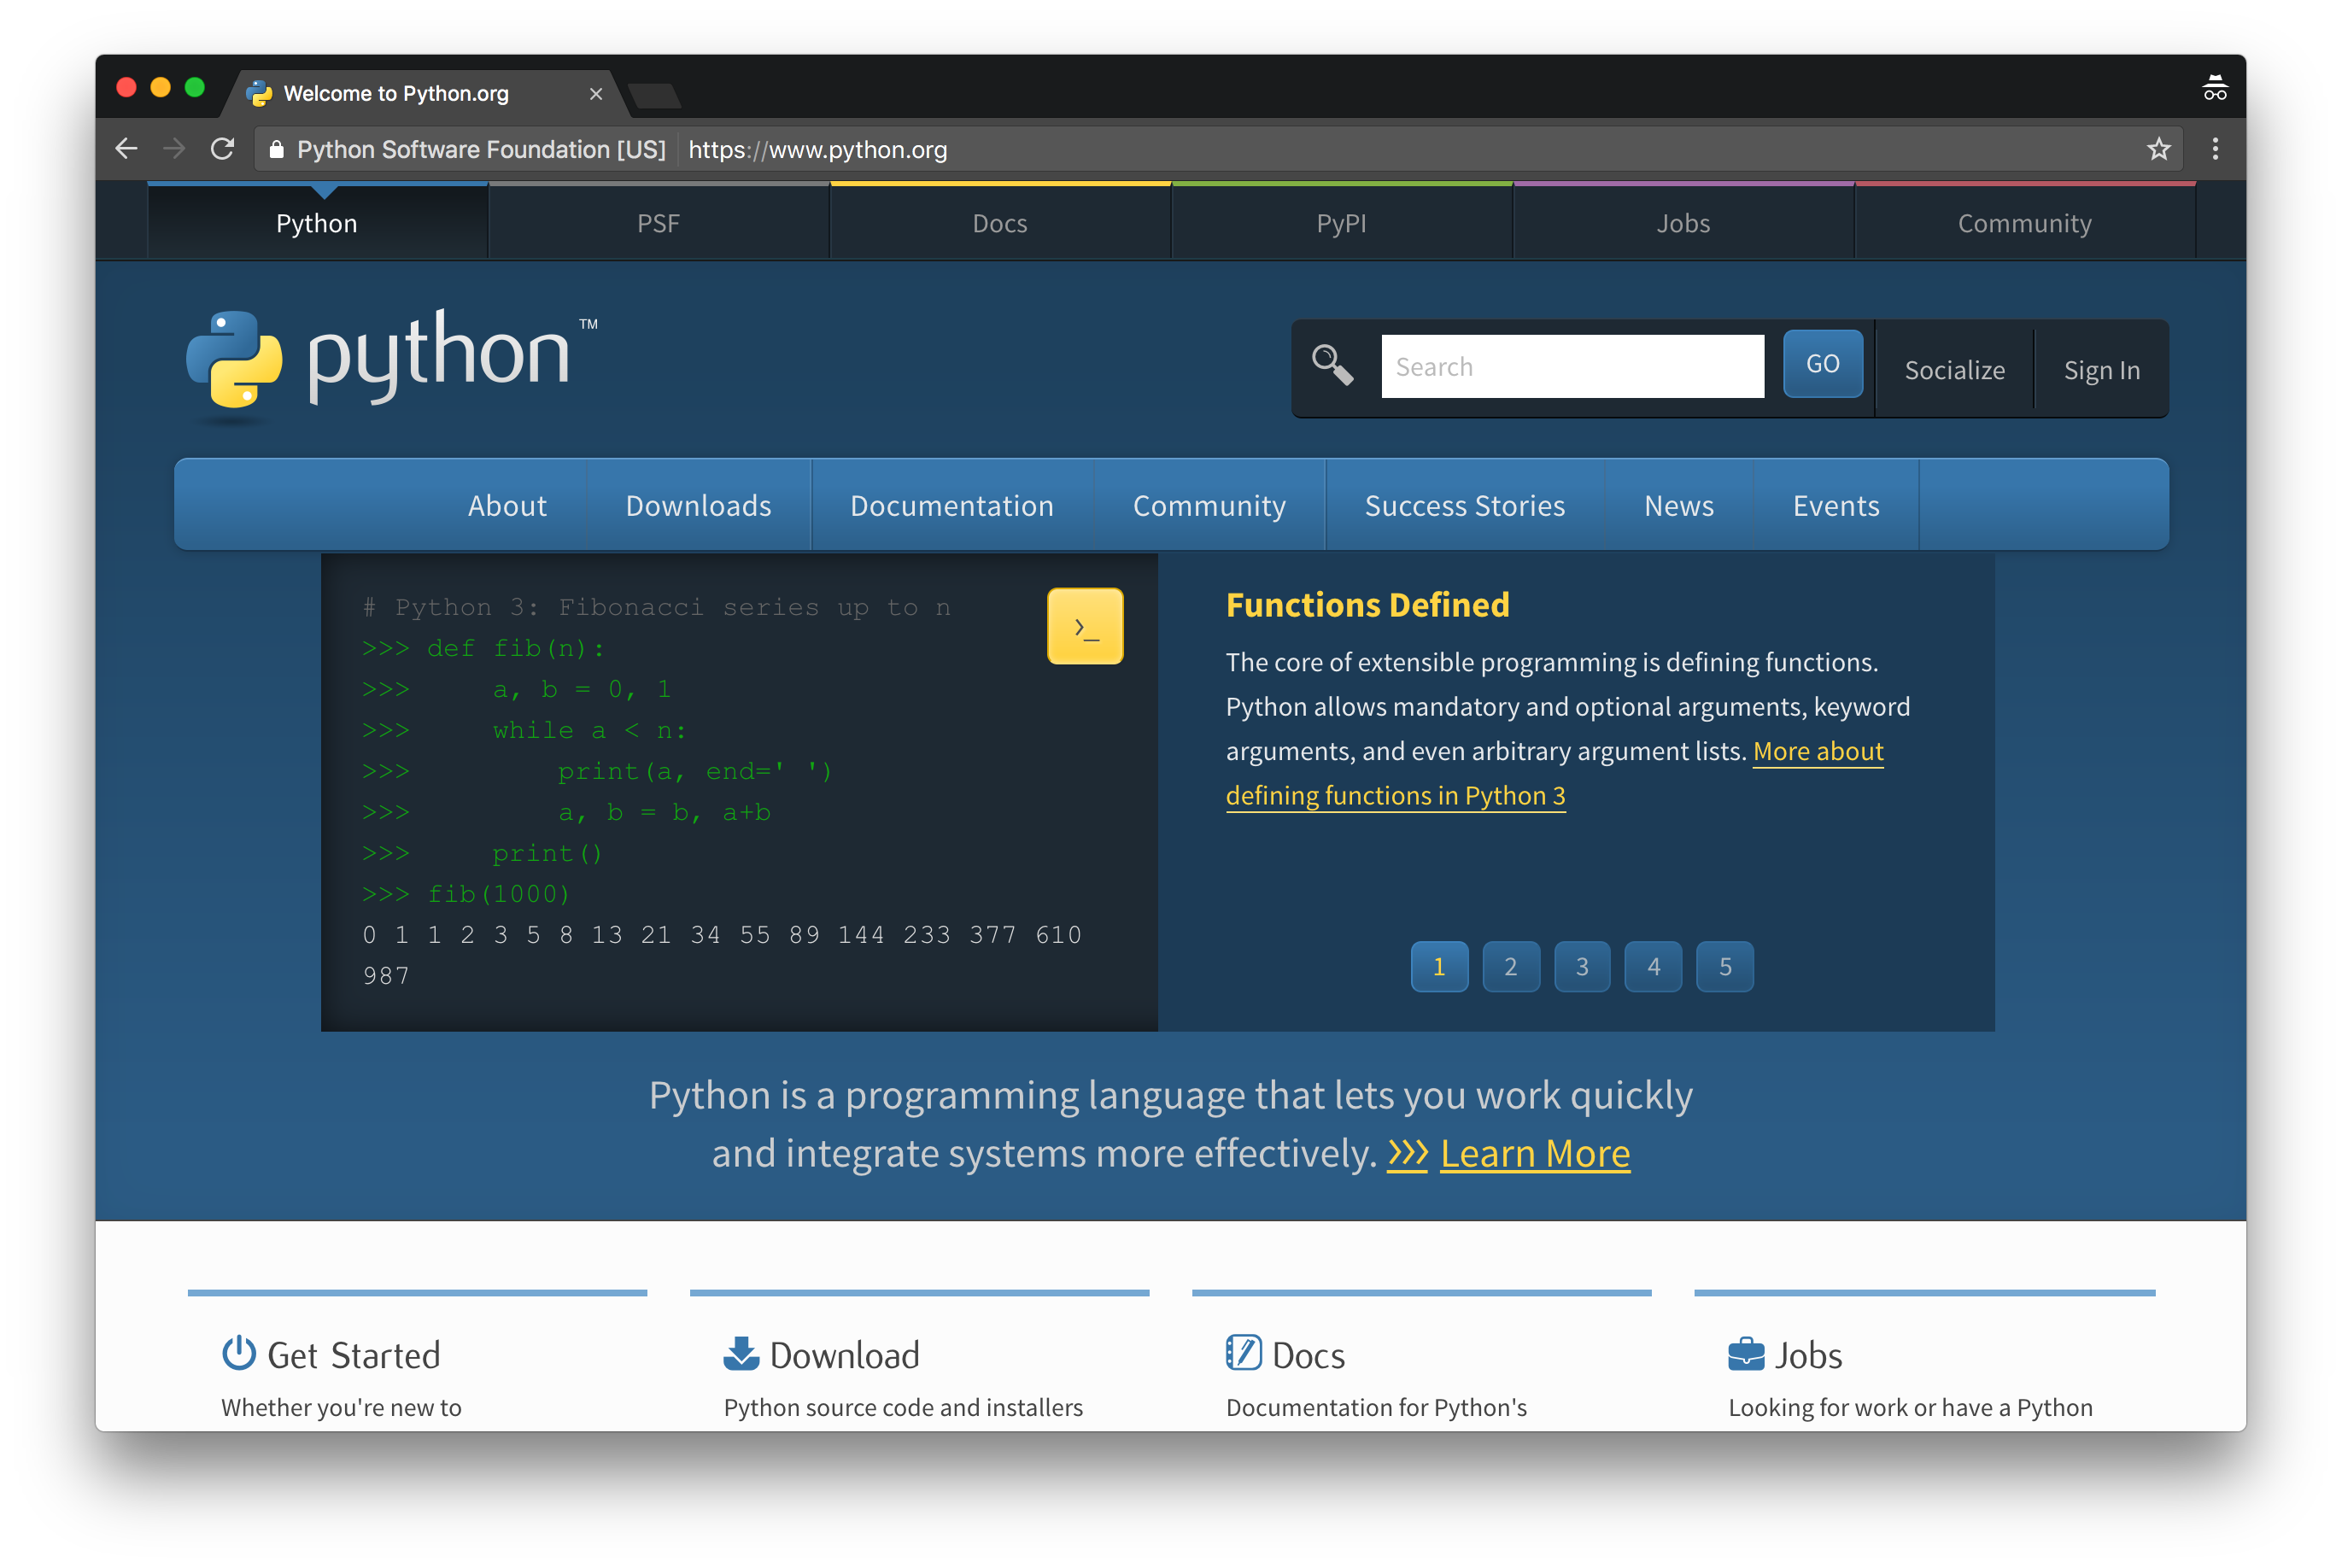 Welcome to Python.org
Python Software Foundation [US] https://www.python.org
Python PSF Docs PyPI Jobs Community
python™
Search GO Socialize Sign In
About Downloads Documentation Community Success Stories News Events
# Python 3: Fibonacci series up to n
>>> def fib(n):
>>>     a, b = 0, 1
>>>     while a < n:
>>>         print(a, end=' ')
>>>         a, b = b, a+b
>>>     print()
>>> fib(1000)
0 1 1 2 3 5 8 13 21 34 55 89 144 233 377 610
987
>_
Functions Defined
The core of extensible programming is defining functions.
Python allows mandatory and optional arguments, keyword
arguments, and even arbitrary argument lists. More about
defining functions in Python 3
1 2 3 4 5
Python is a programming language that lets you work quickly
and integrate systems more effectively. >>> Learn More
Get Started
Whether you're new to
Download
Python source code and installers
Docs
Documentation for Python's
Jobs
Looking for work or have a Python